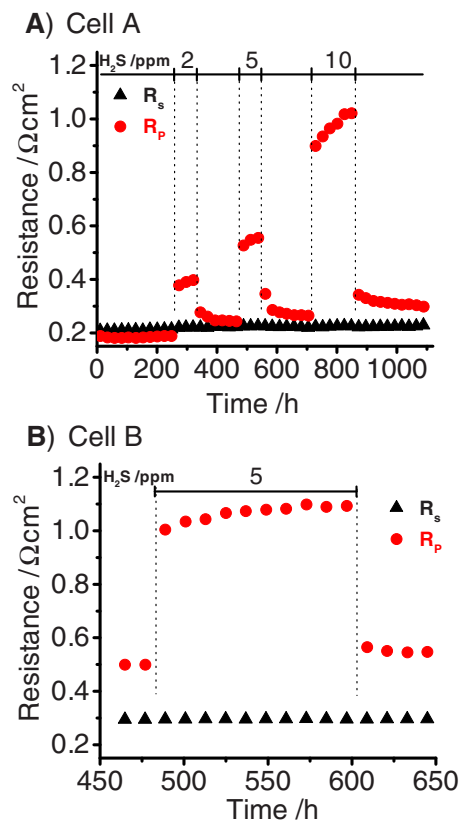 A) Cell A
H₂S /ppm 2 5 10
Rs
RP
Resistance /Ωcm²
1.2
1.0
0.8
0.6
0.4
0.2
0 200 400 600 800 1000
Time /h
B) Cell B
H₂S /ppm 5
Rs
RP
Resistance /Ωcm²
1.2
1.0
0.8
0.6
0.4
0.2
450 500 550 600 650
Time /h